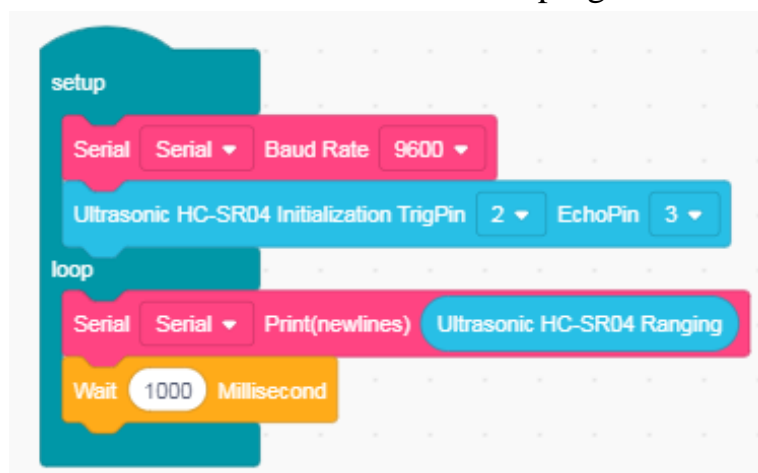 setup
Serial Serial Baud Rate 9600
Ultrasonic HC-SR04 Initialization TrigPin 2 EchoPin 3
loop
Serial Serial Print(newlines) Ultrasonic HC-SR04 Ranging
Wait 1000 Millisecond